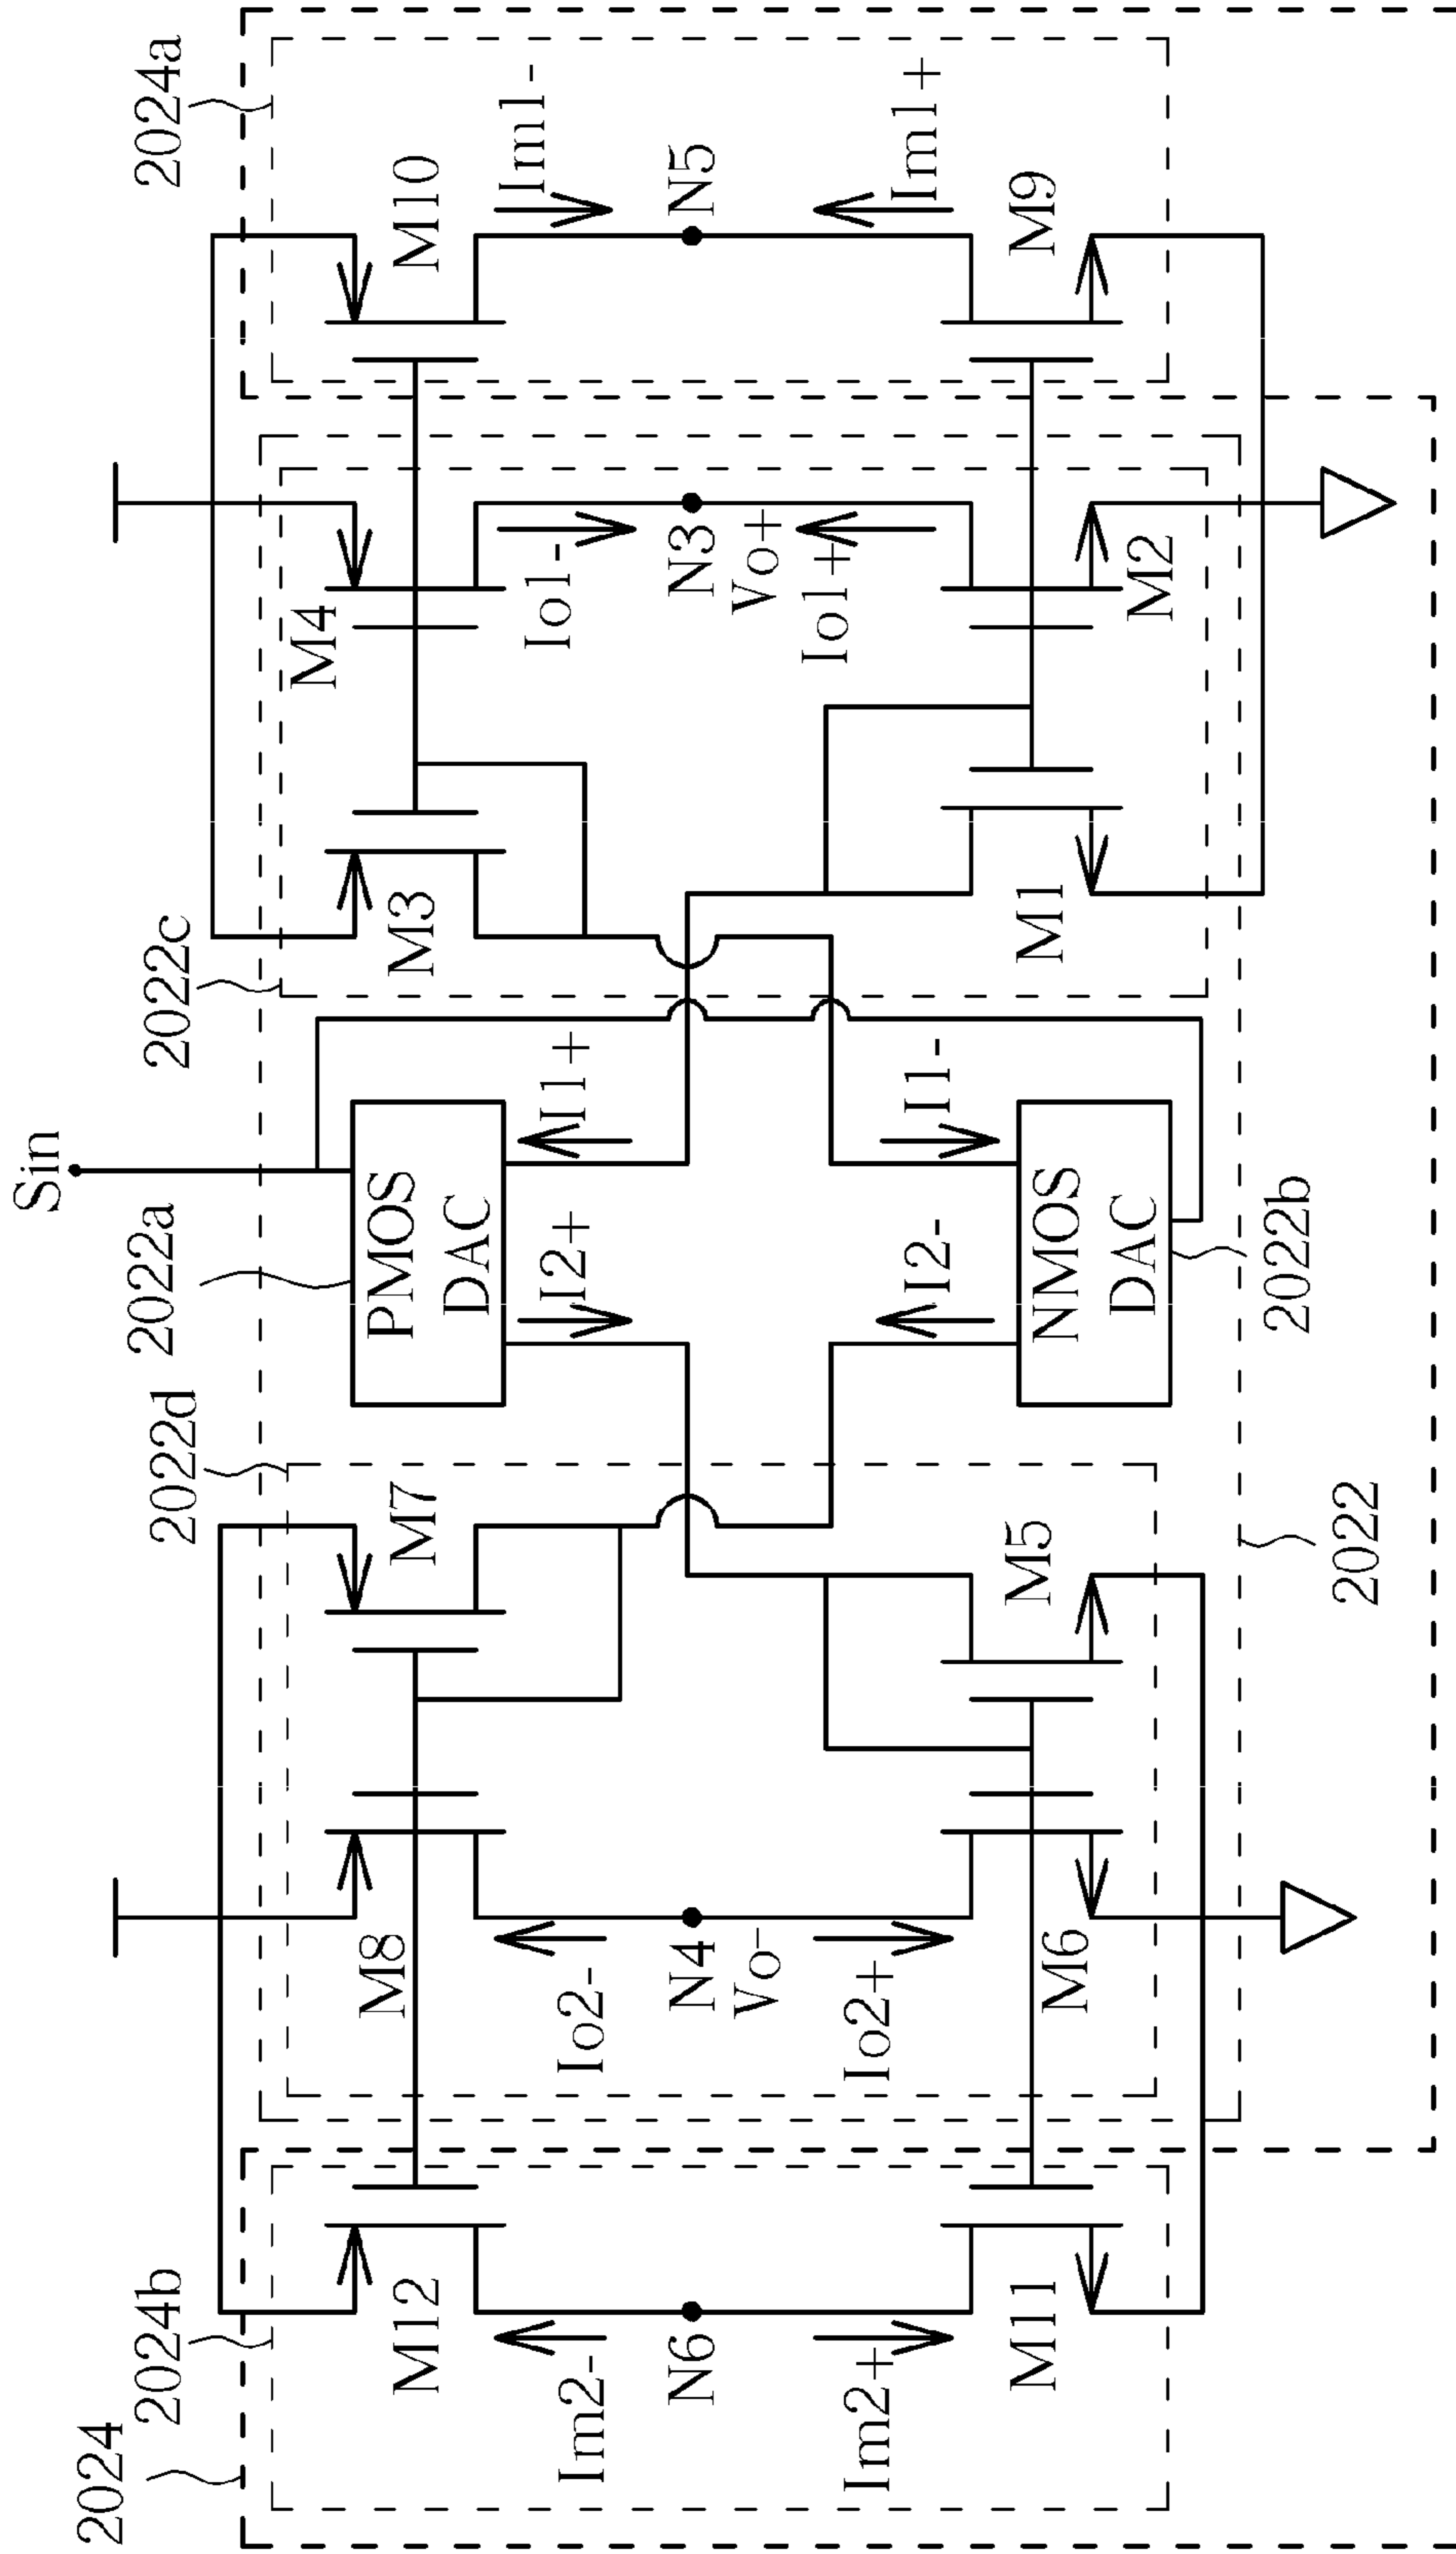 Sin
2024
2024b
2022d
2022a
2022c
2024a
M12
M8
M7
PMOS
DAC
M3
M4
M10
Im2-
Io2-
I2+
I1+
Io1-
Im1-
N6
N4
Vo-
N3
Vo+
N5
Im2+
Io2+
I2-
I1-
Io1+
Im1+
M11
M6
M5
NMOS
DAC
M1
M2
M9
2022b
2022